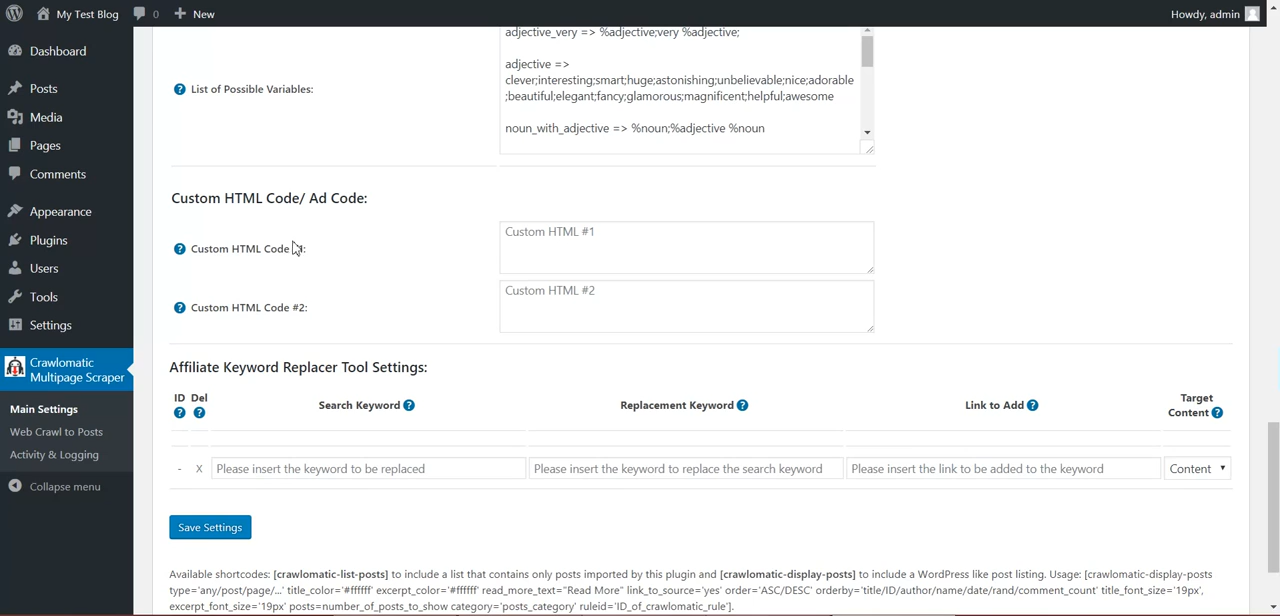 My Test Blog 0 New Howdy, admin
Dashboard
Posts
Media
Pages
Comments
Appearance
Plugins
Users
Tools
Settings
Crawlomatic
Multipage Scraper
Main Settings
Web Crawl to Posts
Activity & Logging
Collapse menu
? List of Possible Variables:
adjective_very => %adjective;very %adjective;
adjective =>
clever;interesting;smart;huge;astonishing;unbelievable;nice;adorable
;beautiful;elegant;fancy;glamorous;magnificent;helpful;awesome
noun_with_adjective => %noun;%adjective %noun
Custom HTML Code/ Ad Code:
? Custom HTML Code #1:
Custom HTML #1
? Custom HTML Code #2:
Custom HTML #2
Affiliate Keyword Replacer Tool Settings:
ID Del Search Keyword ? Replacement Keyword ? Link to Add ? Target
? ? Content ?
- X Please insert the keyword to be replaced Please insert the keyword to replace the search keyword Please insert the link to be added to the keyword Content
Save Settings
Available shortcodes: [crawlomatic-list-posts] to include a list that contains only posts imported by this plugin and [crawlomatic-display-posts] to include a WordPress like post listing. Usage: [crawlomatic-display-posts
type='any/post/page/...' title_color='#ffffff' excerpt_color='#ffffff' read_more_text="Read More" link_to_source='yes' order='ASC/DESC' orderby='title/ID/author/name/date/rand/comment_count' title_font_size='19px',
excerpt_font_size='19px' posts=number_of_posts_to_show category='posts_category' ruleid='ID_of_crawlomatic_rule'].